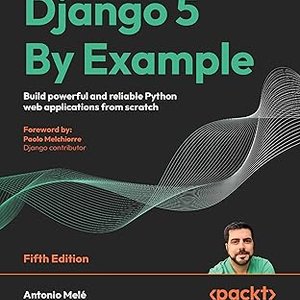 Django 5
By Example
Build powerful and reliable Python
web applications from scratch
Foreword by:
Paolo Melchiorre
Django contributor
Fifth Edition
Antonio Melé
<packt>